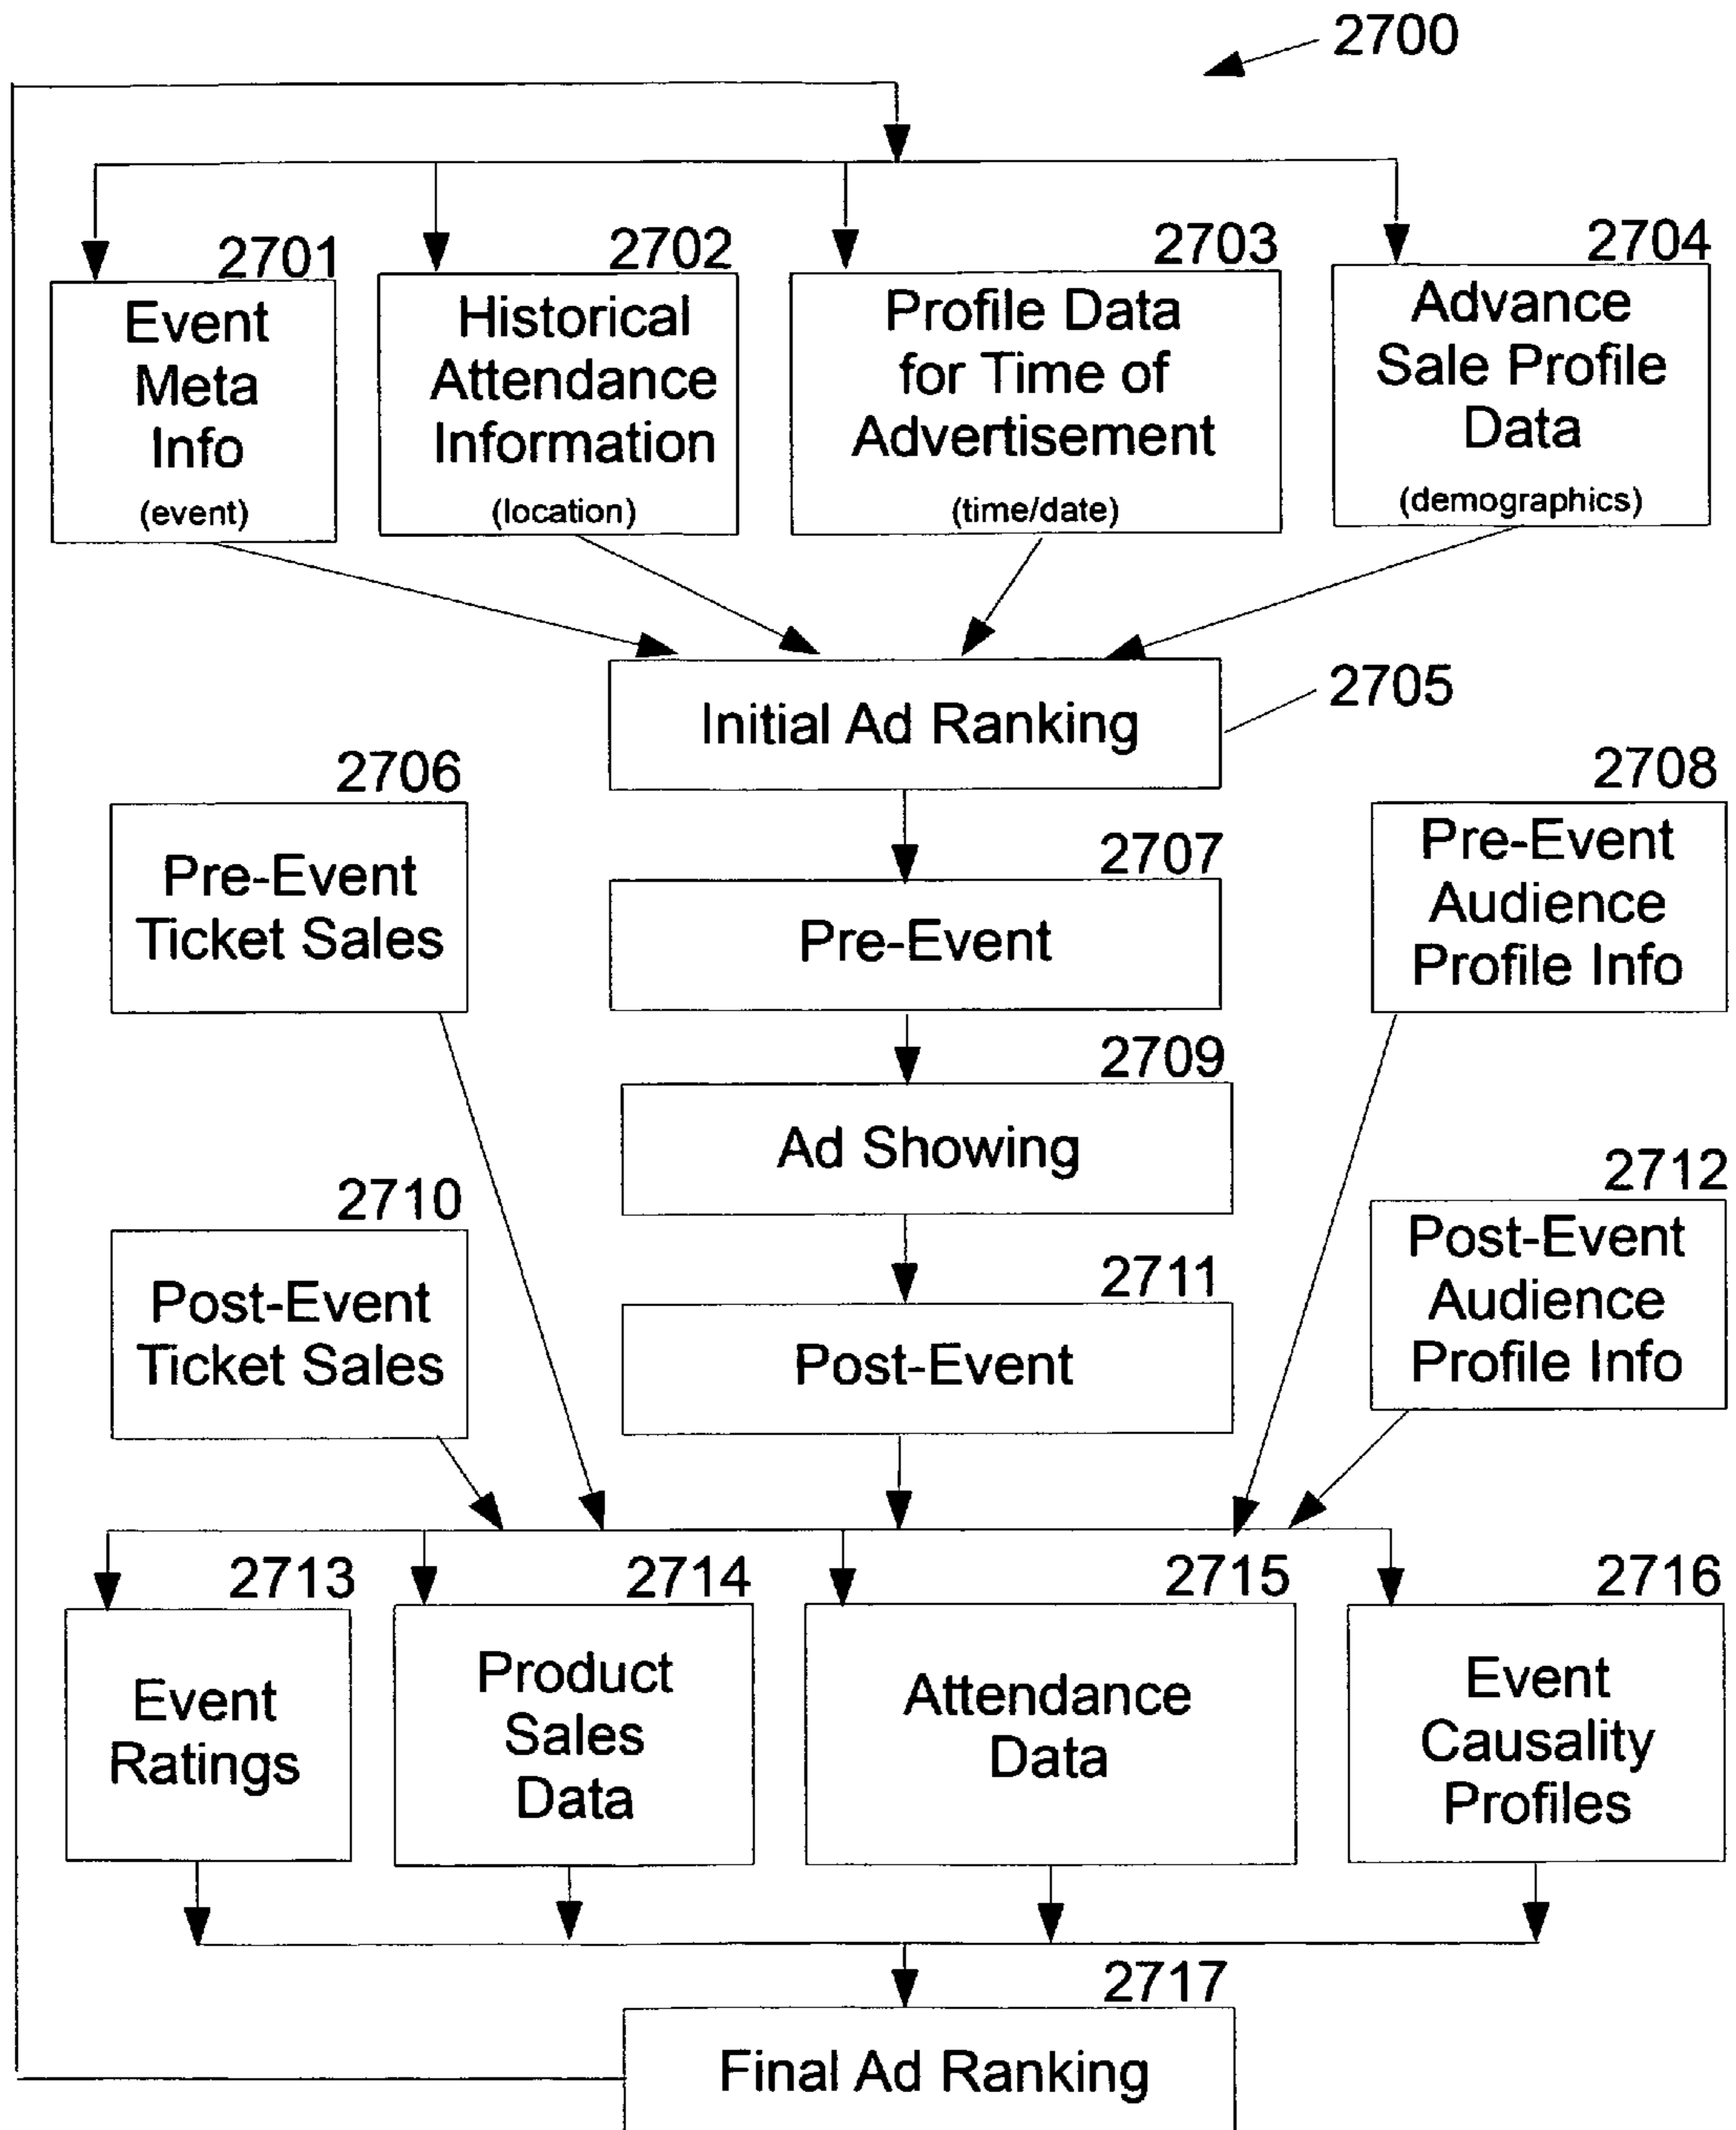 2700
2701
Event
Meta
Info
(event)
2702
Historical
Attendance
Information
(location)
2703
Profile Data
for Time of
Advertisement
(time/date)
2704
Advance
Sale Profile
Data
(demographics)
Initial Ad Ranking
2705
2706
Pre-Event
Ticket Sales
2707
Pre-Event
2708
Pre-Event
Audience
Profile Info
2709
Ad Showing
2710
Post-Event
Ticket Sales
2711
Post-Event
2712
Post-Event
Audience
Profile Info
2713
Event
Ratings
2714
Product
Sales
Data
2715
Attendance
Data
2716
Event
Causality
Profiles
2717
Final Ad Ranking